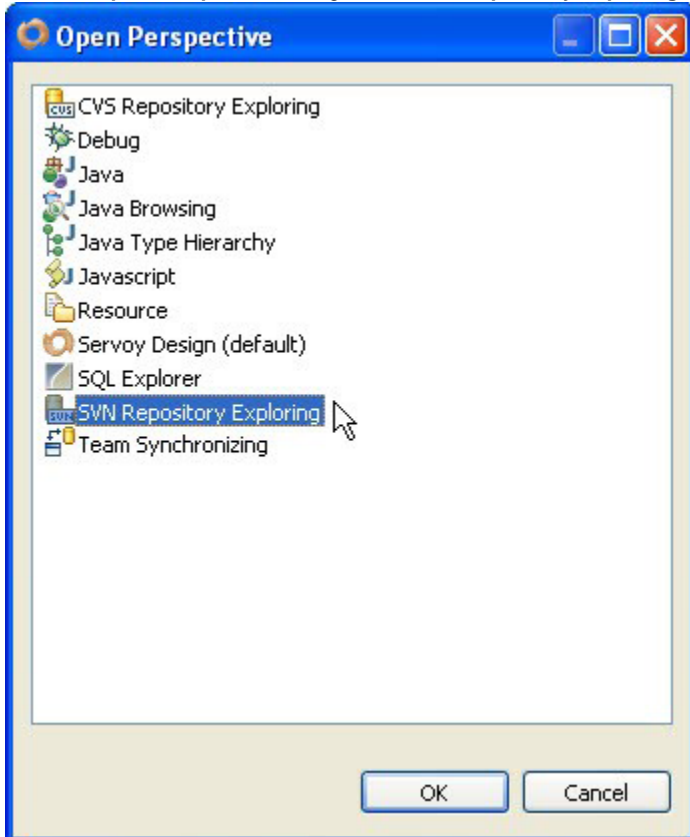 Open Perspective
CVS Repository Exploring
Debug
Java
Java Browsing
Java Type Hierarchy
Javascript
Resource
Servoy Design (default)
SQL Explorer
SVN Repository Exploring
Team Synchronizing
OK
Cancel